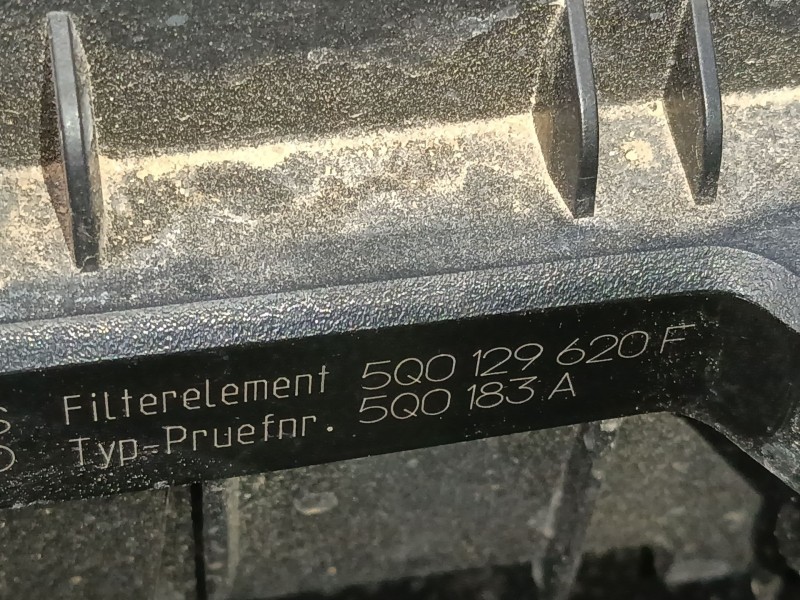 S Filterelement 5Q0 129 620 F
Typ-Pruefnr. 5Q0 183 A